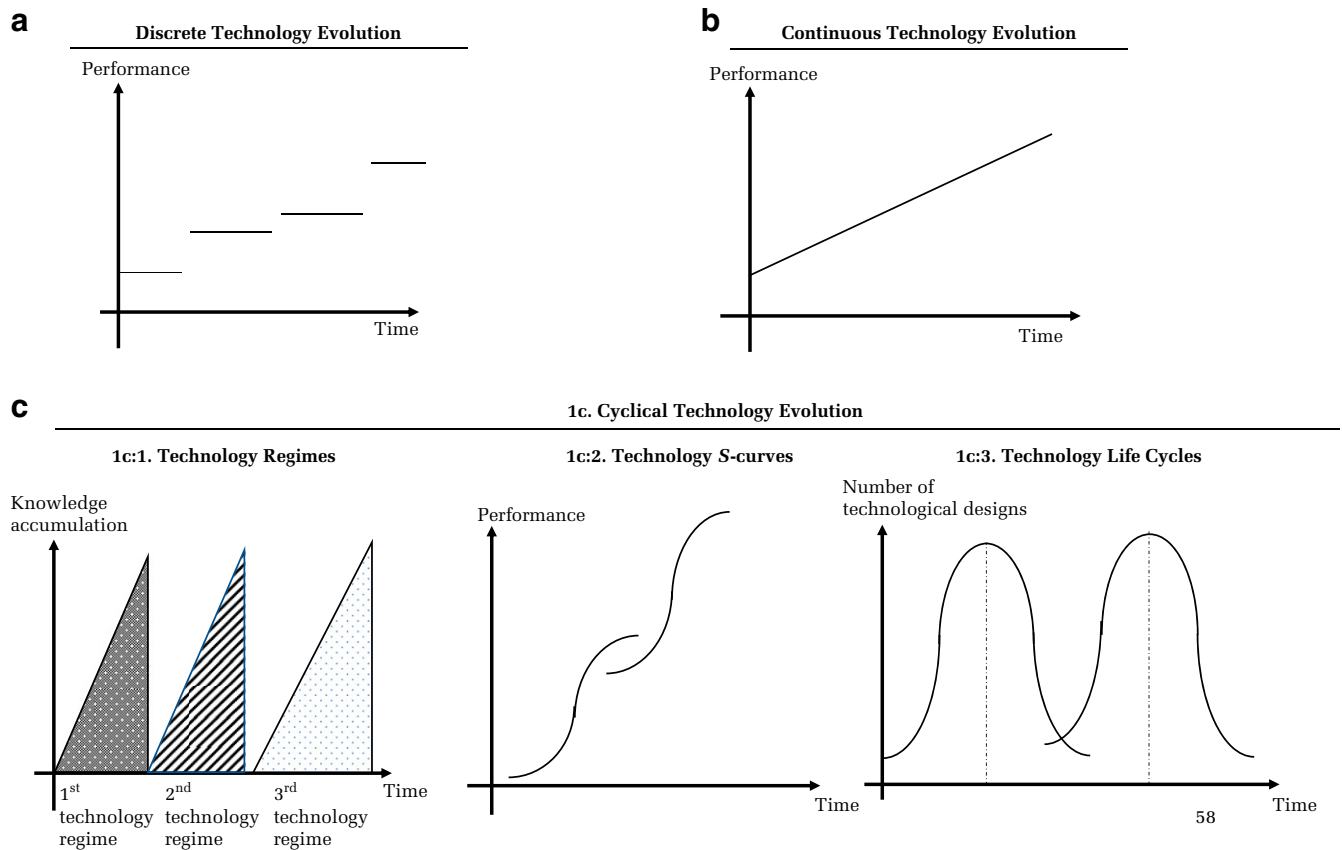 a
Discrete Technology Evolution
Performance
Time
b
Continuous Technology Evolution
Performance
Time
c
1c. Cyclical Technology Evolution
1c:1. Technology Regimes
Knowledge
accumulation
1st
technology
regime
2nd
technology
regime
3rd
technology
regime
Time
1c:2. Technology S-curves
Performance
Time
1c:3. Technology Life Cycles
Number of
technological designs
Time
58